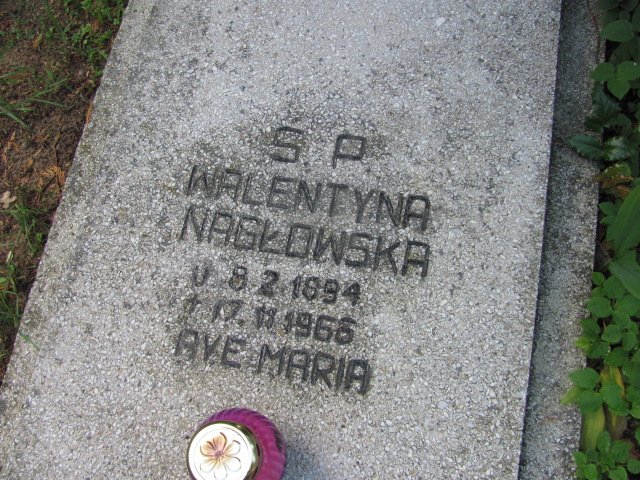 S P
WALENTYNA
NAGŁOWSKA
U 8.2.1894
† 17.11.1966
AVE MARIA